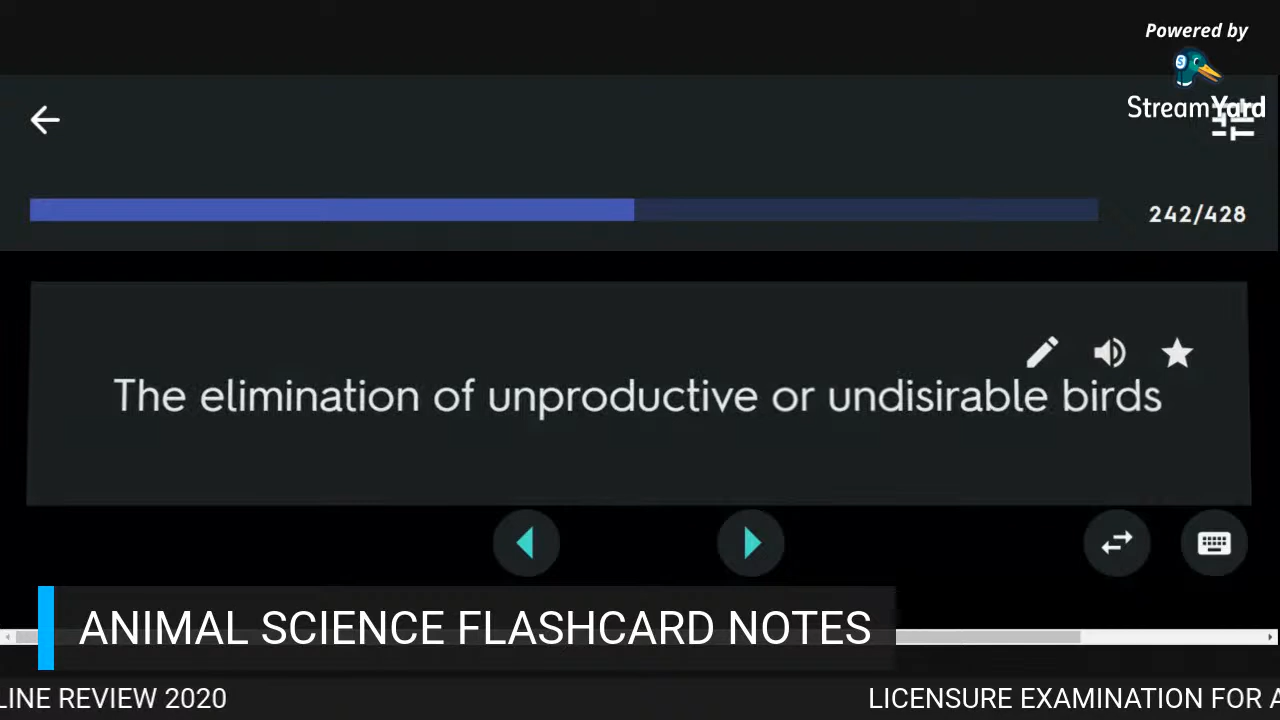 Powered by
StreamYard
242/428
The elimination of unproductive or undisirable birds
ANIMAL SCIENCE FLASHCARD NOTES
LINE REVIEW 2020
LICENSURE EXAMINATION FOR A